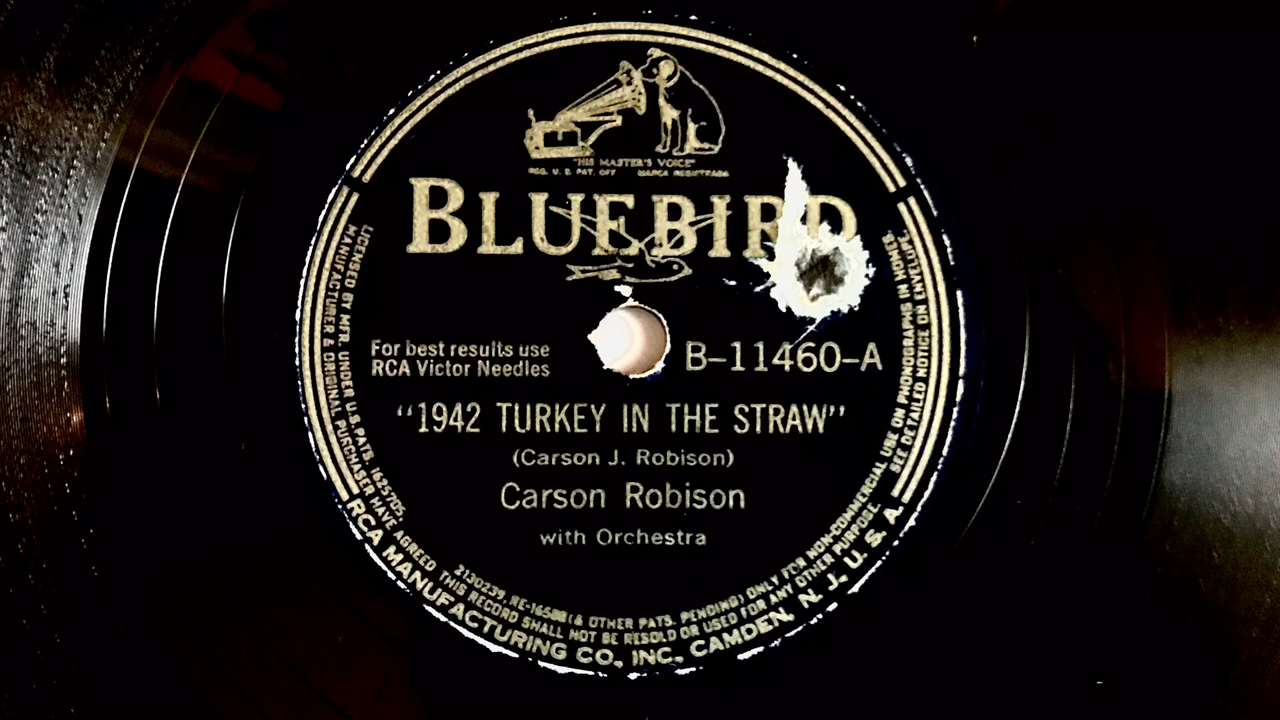 "HIS MASTER'S VOICE"
REG. U. S. PAT. OFF. MARCA REGISTRADA
BLUEBIRD
For best results use
RCA Victor Needles
B-11460-A
"1942 TURKEY IN THE STRAW"
(Carson J. Robison)
Carson Robison
with Orchestra
LICENSED BY MFR. UNDER U.S. PATS. 1625705, 2130239, RE-16588 (& OTHER PATS. PENDING) ONLY FOR NON-COMMERCIAL USE ON PHONOGRAPHS IN HOMES.
MANUFACTURER & ORIGINAL PURCHASER HAVE AGREED THIS RECORD SHALL NOT BE RESOLD OR USED FOR ANY OTHER PURPOSE. SEE DETAILED NOTICE ON ENVELOPE.
RCA MANUFACTURING CO., INC., CAMDEN, N. J., U. S. A.